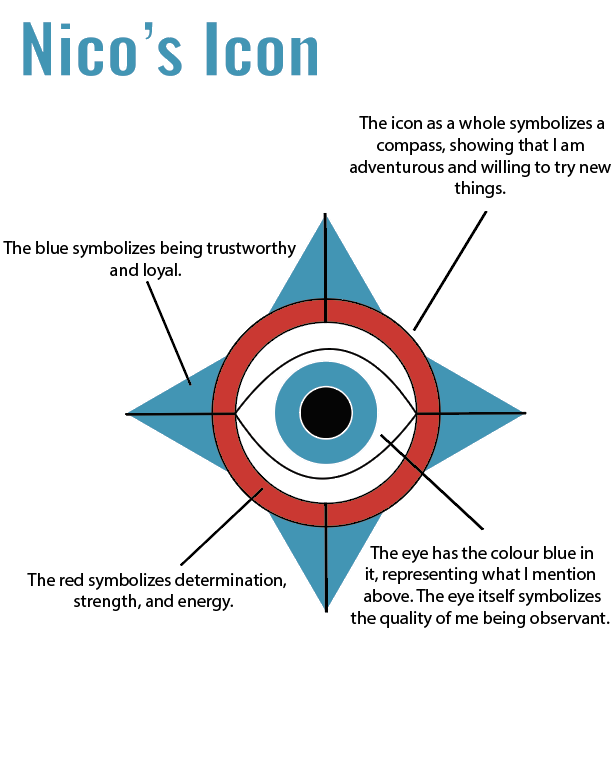 Nico's Icon
The icon as a whole symbolizes a
compass, showing that I am
adventurous and willing to try new
things.
The blue symbolizes being trustworthy
and loyal.
The red symbolizes determination,
strength, and energy.
The eye has the colour blue in
it, representing what I mention
above. The eye itself symbolizes
the quality of me being observant.